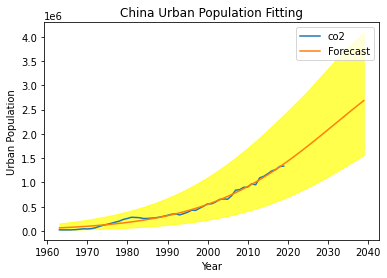 China Urban Population Fitting
1e6
co2
Forecast
4.0
3.5
3.0
2.5
2.0
1.5
1.0
0.5
0.0
Urban Population
1960 1970 1980 1990 2000 2010 2020 2030 2040
Year